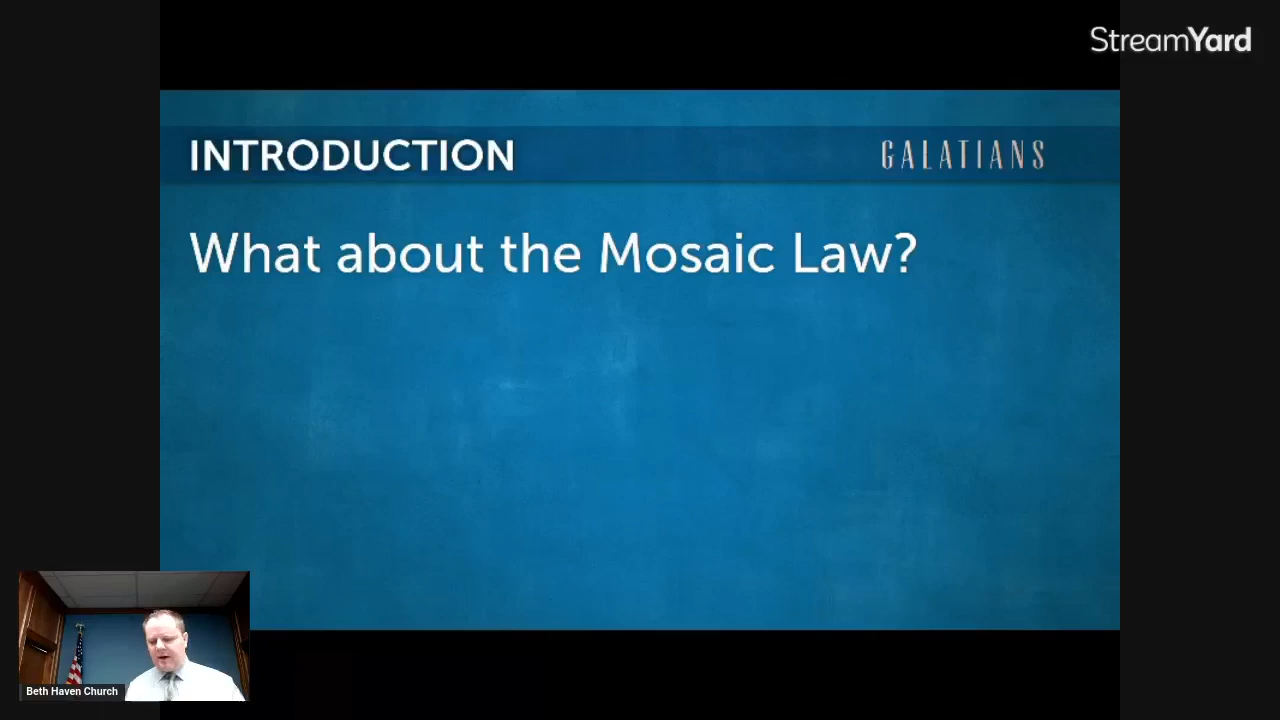 StreamYard
INTRODUCTION
GALATIANS
What about the Mosaic Law?
Beth Haven Church